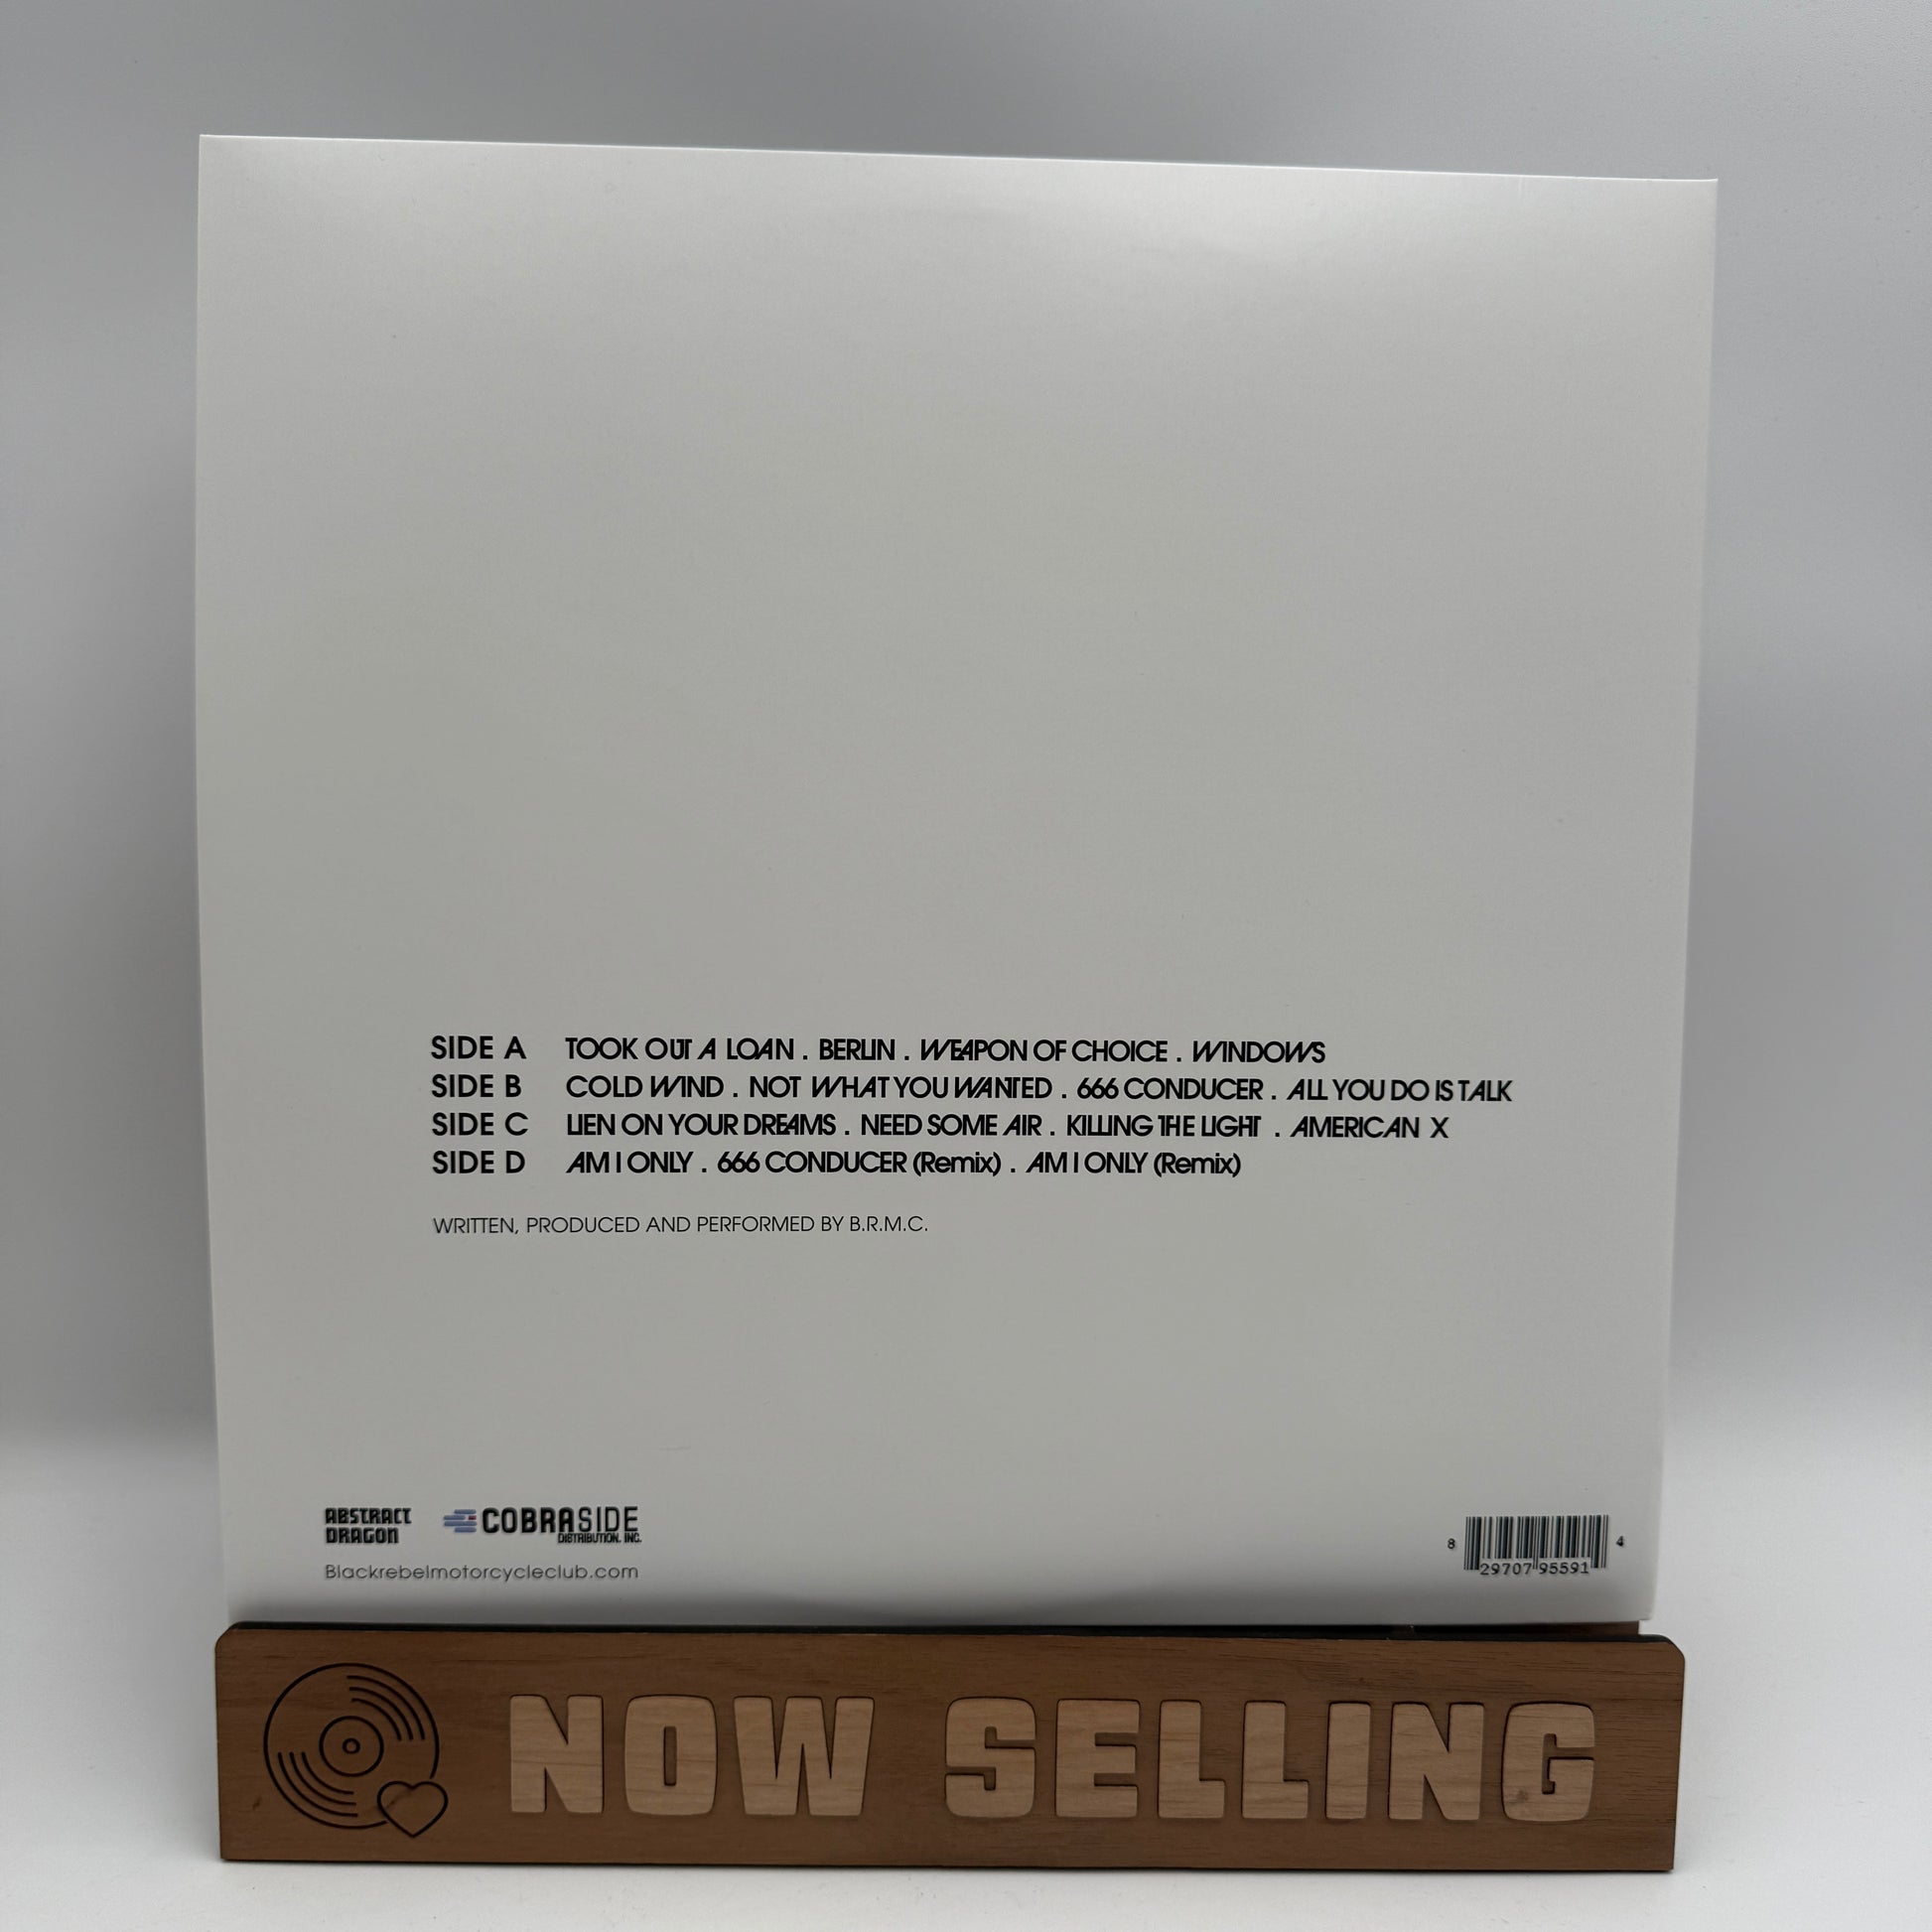 SIDE A TOOK OUT A LOAN . BERLIN . WEAPON OF CHOICE . WINDOWS
SIDE B COLD WIND . NOT WHAT YOU WANTED . 666 CONDUCER . ALL YOU DO IS TALK
SIDE C LIEN ON YOUR DREAMS . NEED SOME AIR . KILLING THE LIGHT . AMERICAN X
SIDE D AM I ONLY . 666 CONDUCER (Remix) . AM I ONLY (Remix)
WRITTEN, PRODUCED AND PERFORMED BY B.R.M.C.
ABSTRACT
DRAGON
COBRASIDE
DISTRIBUTION, INC.
Blackrebelmotorcycleclub.com
8 29707 95591 4
NOW SELLING